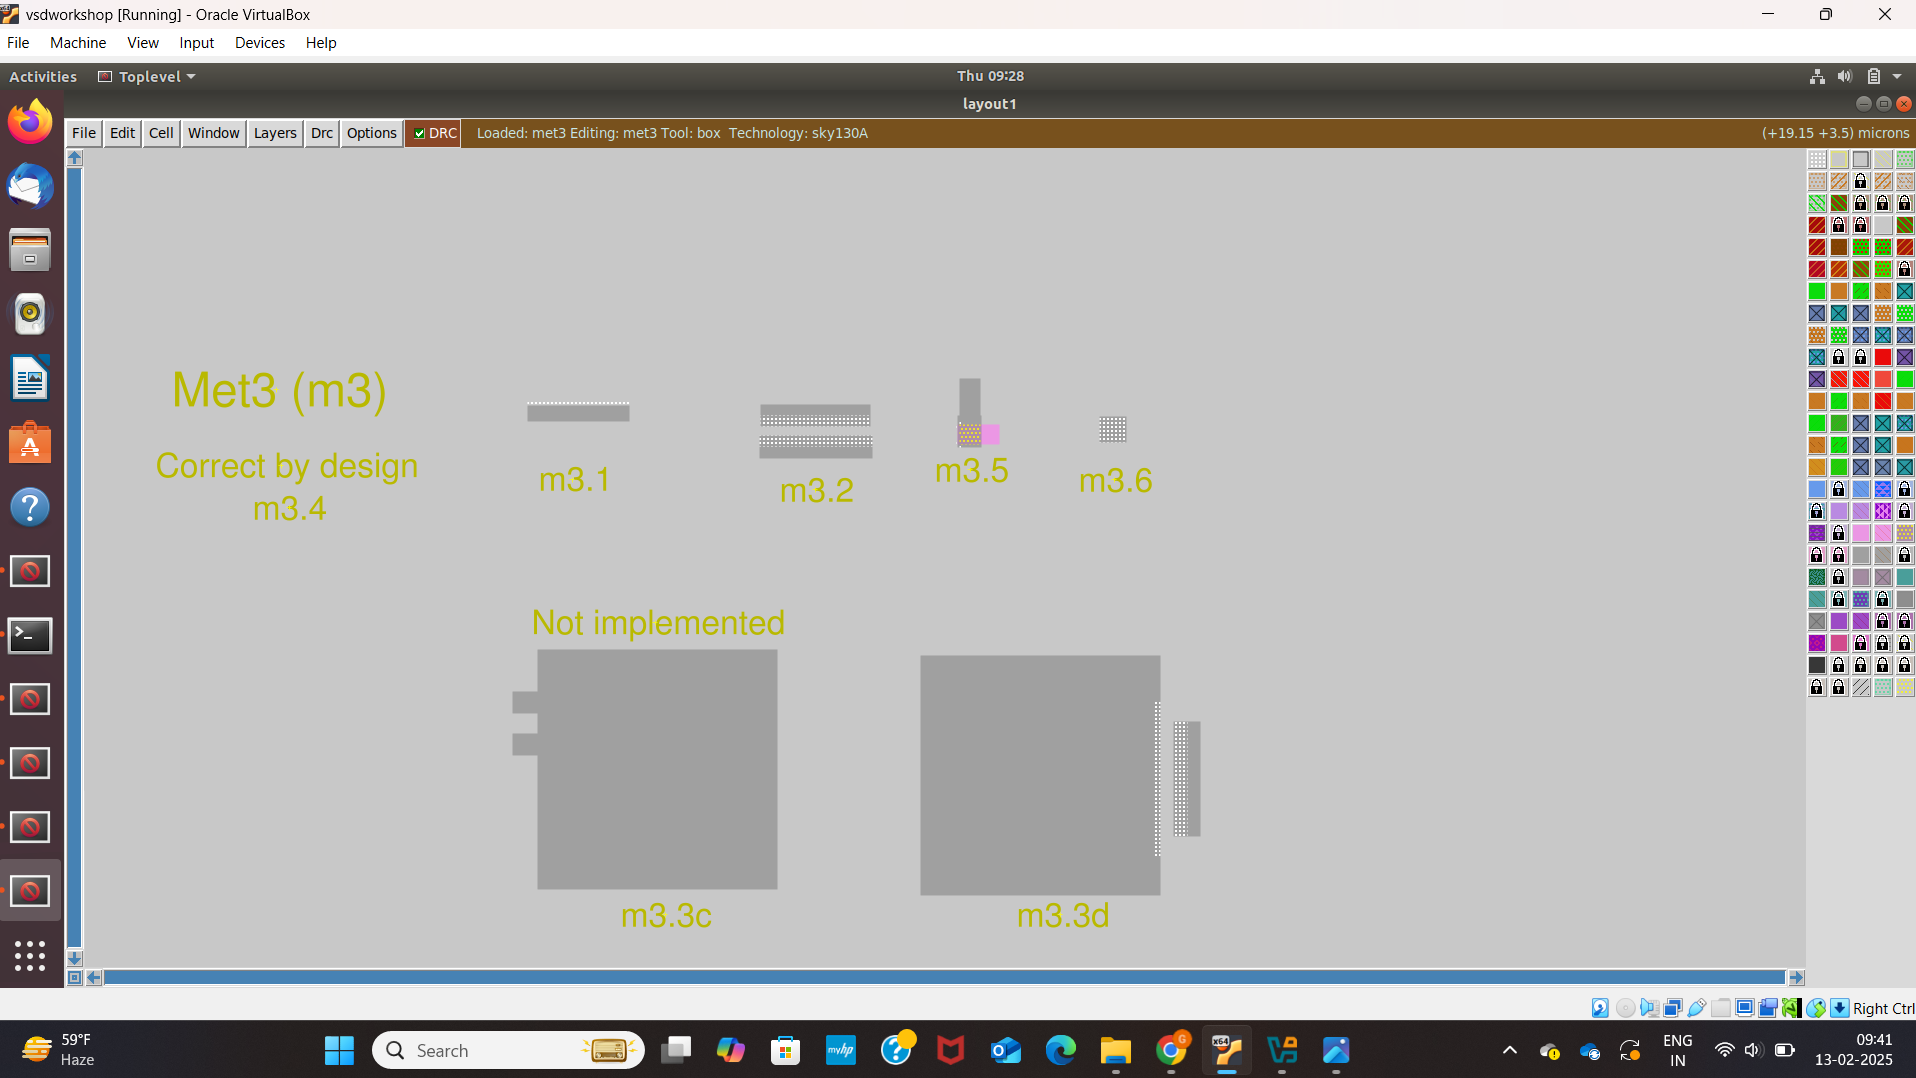 vsdworkshop [Running] - Oracle VirtualBox
File Machine View Input Devices Help
Activities Toplevel Thu 09:28
layout1
File Edit Cell Window Layers Drc Options DRC Loaded: met3 Editing: met3 Tool: box Technology: sky130A (+19.15 +3.5) microns
Met3 (m3)
Correct by design
m3.4
m3.1
m3.2
m3.5
m3.6
Not implemented
m3.3c
m3.3d
Right Ctrl
59°F
Haze
Search
myhp
X64
G
ENG
IN
09:41
13-02-2025